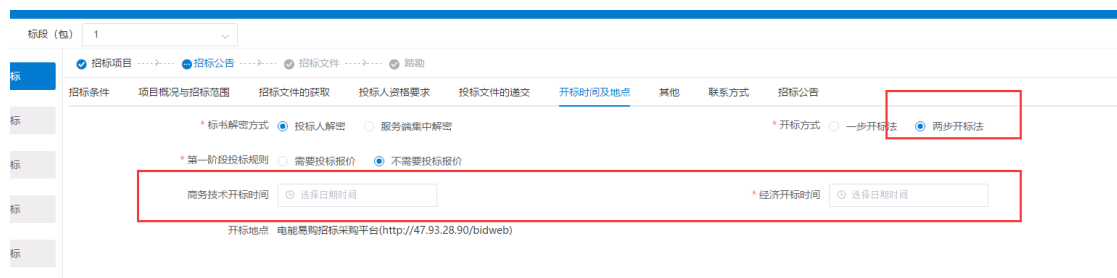 标段（包） 1
招标项目 招标公告 招标文件 踏勘
标
招标条件 项目概况与招标范围 招标文件的获取 投标人资格要求 投标文件的递交 开标时间及地点 其他 联系方式 招标公告
标
* 标书解密方式 投标人解密 服务端集中解密 * 开标方式 一步开标法 两步开标法
标
* 第一阶段投标规则 需要投标报价 不需要投标报价
商务技术开标时间 选择日期时间 * 经济开标时间 选择日期时间
标
开标地点 电能易购招标采购平台(http://47.93.28.90/bidweb)
标